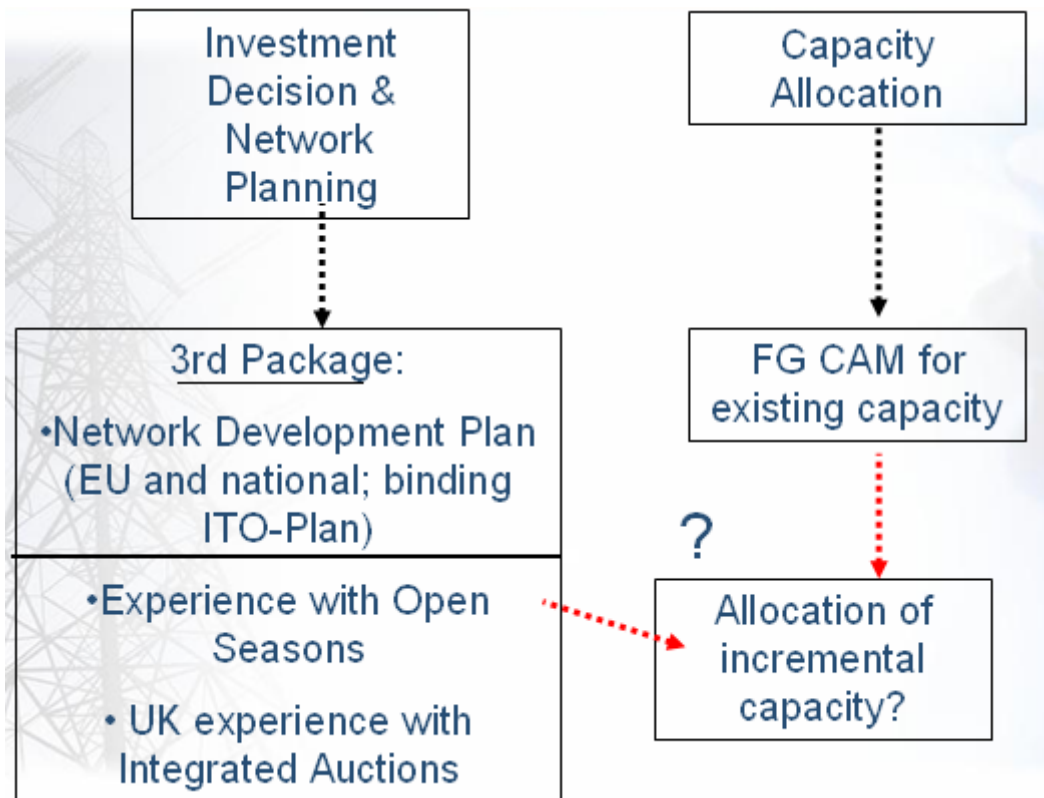 Investment
Decision &
Network
Planning
Capacity
Allocation
3rd Package:
•Network Development Plan
(EU and national; binding
ITO-Plan)
•Experience with Open
Seasons
• UK experience with
Integrated Auctions
FG CAM for
existing capacity
?
Allocation of
incremental
capacity?